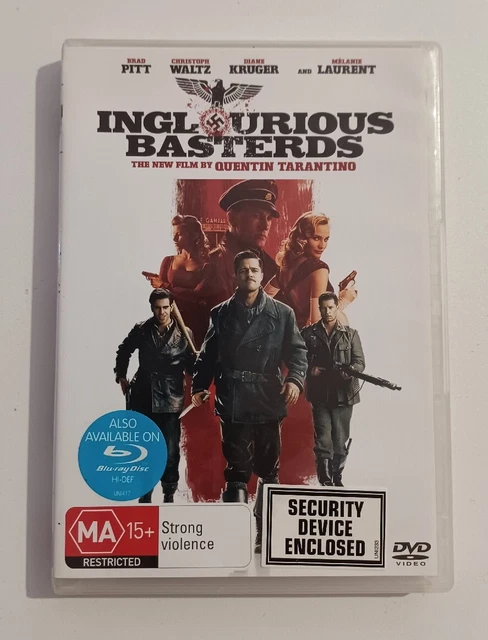 BRAD PITT
CHRISTOPH WALTZ
DIANE KRUGER
AND
MÉLANIE LAURENT
INGLOURIOUS
BASTERDS
THE NEW FILM BY QUENTIN TARANTINO
ALSO
AVAILABLE ON
Blu-ray Disc
HI-DEF
MA 15+
RESTRICTED
Strong
violence
SECURITY
DEVICE
ENCLOSED
DVD
VIDEO